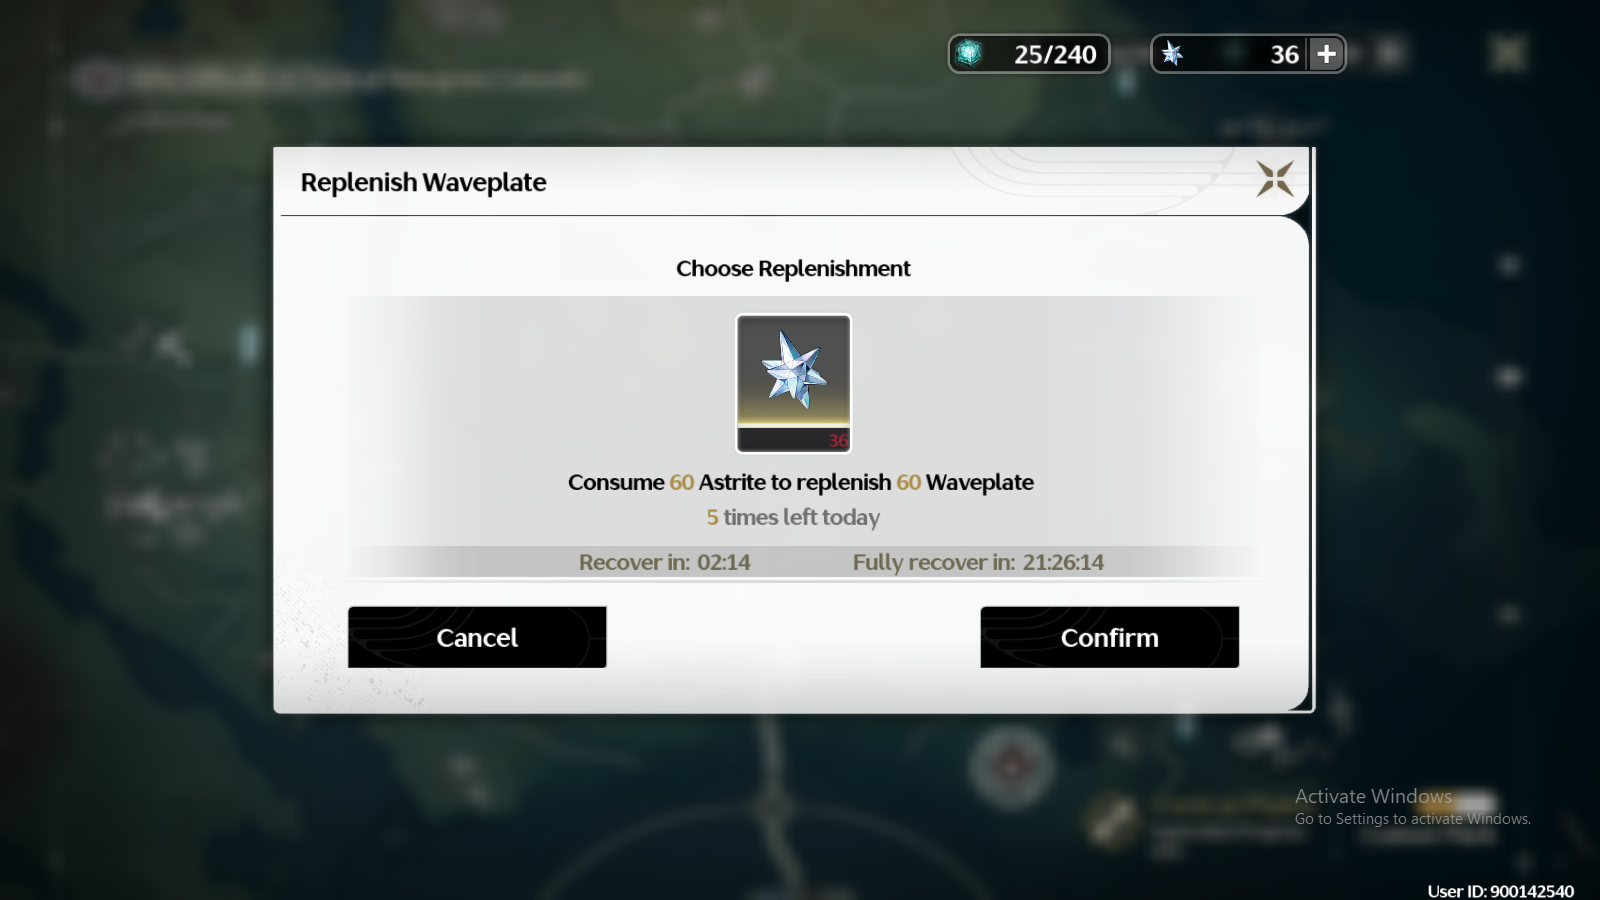 25/240
36
Replenish Waveplate
Choose Replenishment
36
Consume 60 Astrite to replenish 60 Waveplate
5 times left today
Recover in: 02:14 Fully recover in: 21:26:14
Cancel Confirm
Activate Windows
Go to Settings to activate Windows.
User ID: 900142540